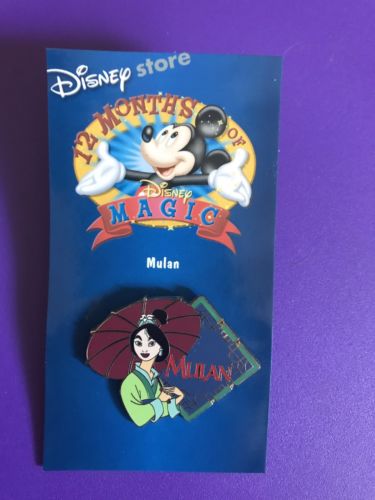 Disney store
12 MONTHS OF
Disney
MAGIC
Mulan
MULAN